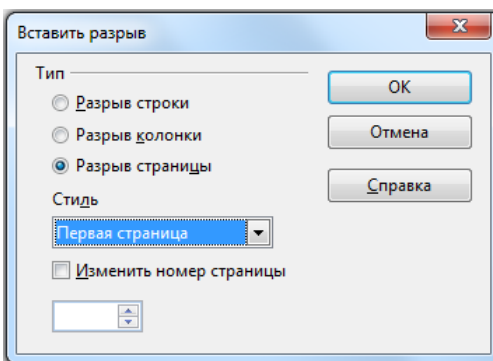 Вставить разрыв
Тип
Разрыв строки
Разрыв колонки
Разрыв страницы
Стиль
Первая страница
Изменить номер страницы
OK
Отмена
Справка